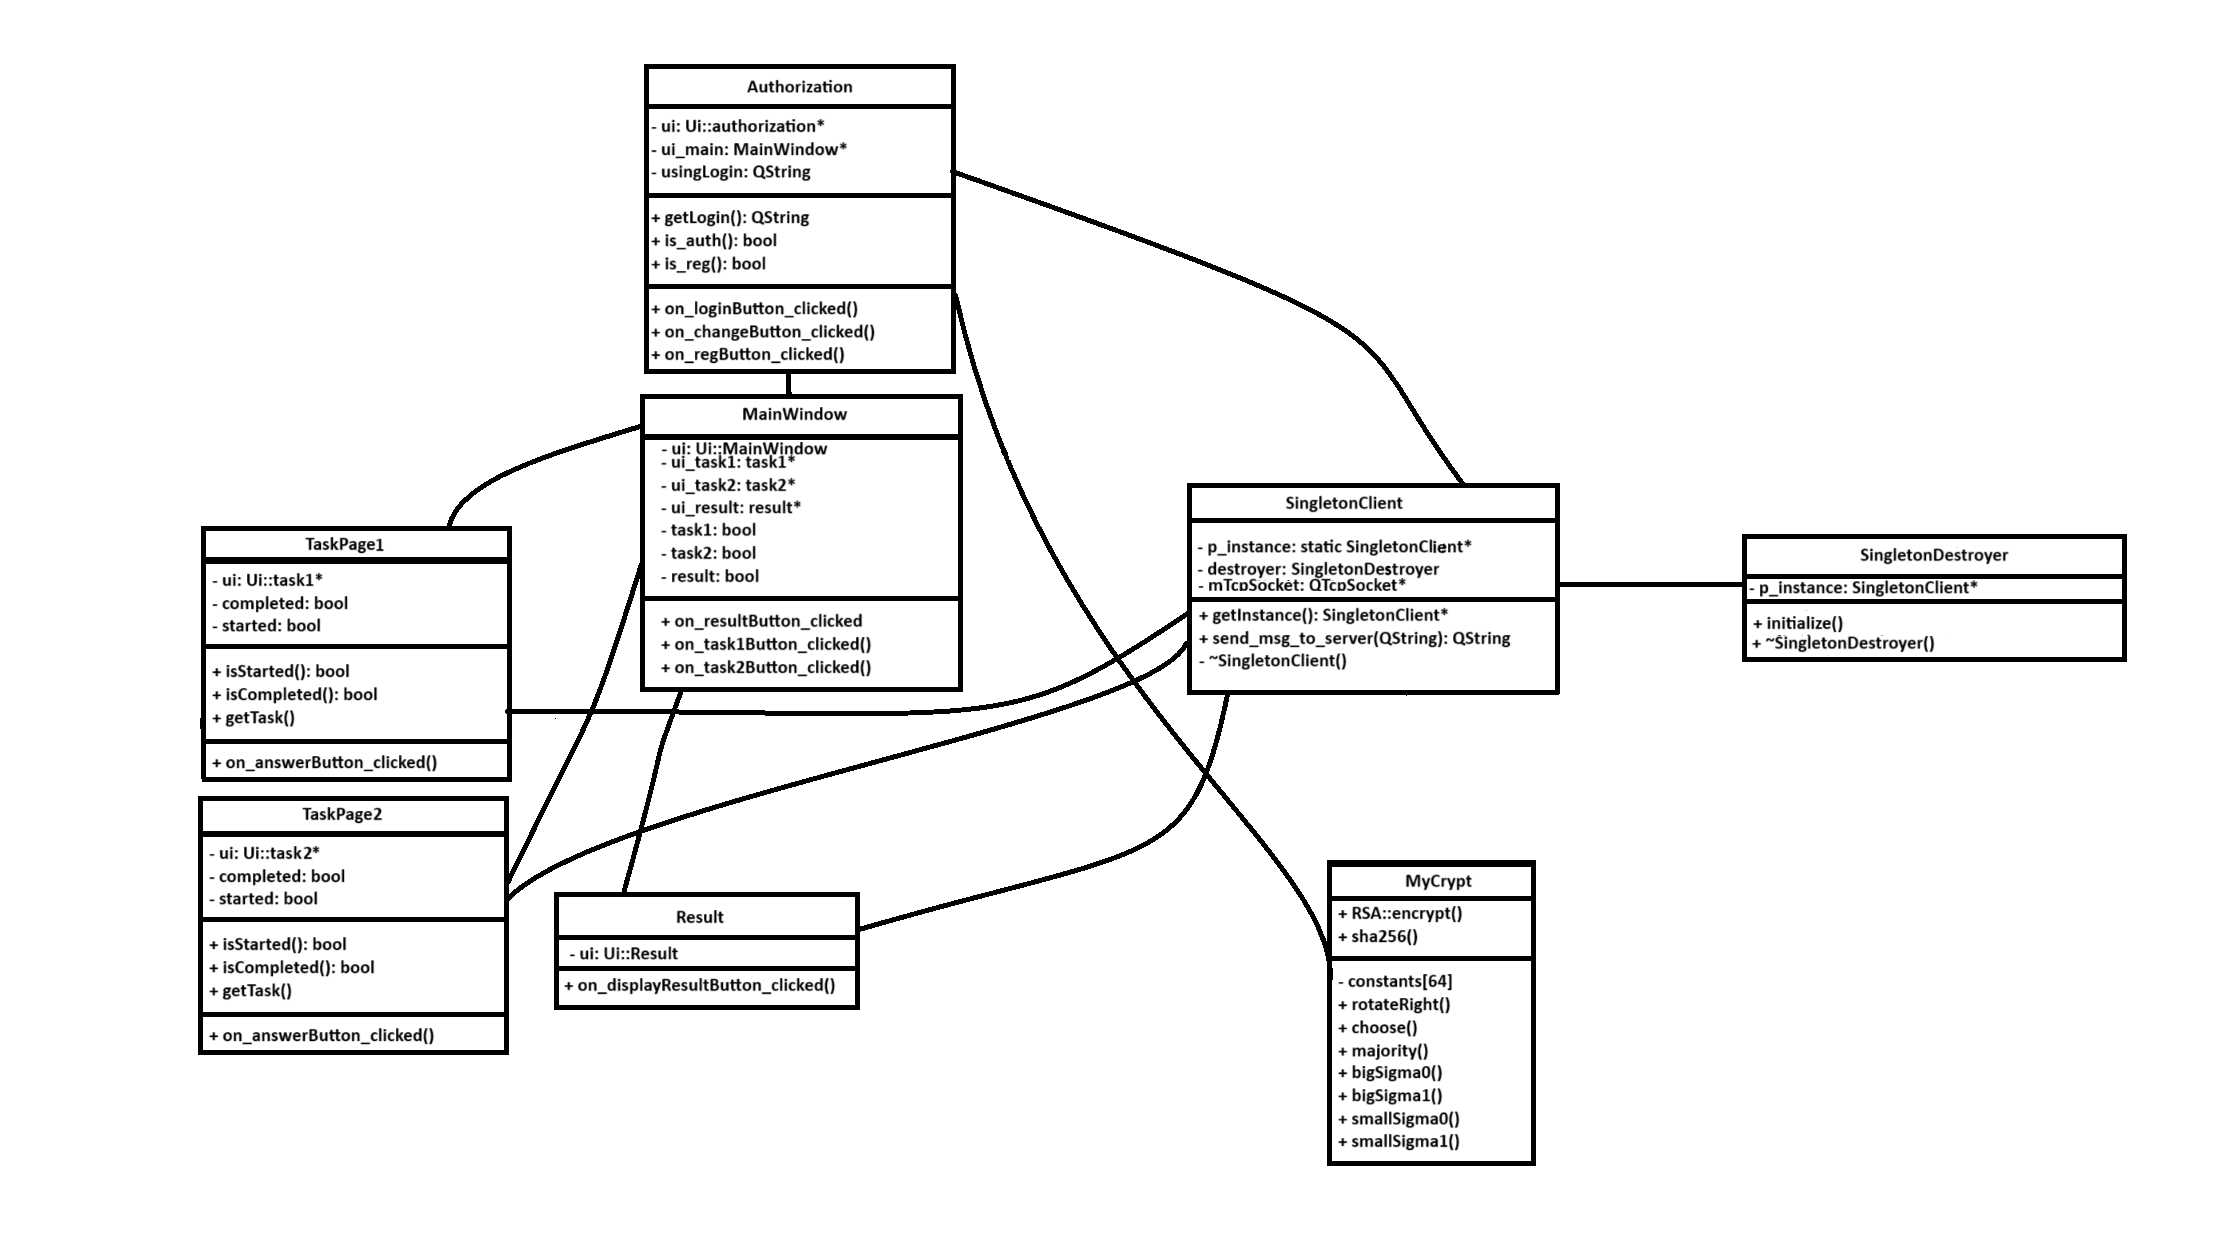 Authorization
- ui: Ui::authorization*
- ui_main: MainWindow*
- usingLogin: QString
+ getLogin(): QString
+ is_auth(): bool
+ is_reg(): bool
+ on_loginButton_clicked()
+ on_changeButton_clicked()
+ on_regButton_clicked()
MainWindow
- ui: Ui::MainWindow
- ui_task1: task1*
- ui_task2: task2*
- ui_result: result*
- task1: bool
- task2: bool
- result: bool
+ on_resultButton_clicked
+ on_task1Button_clicked()
+ on_task2Button_clicked()
TaskPage1
- ui: Ui::task1*
- completed: bool
- started: bool
+ isStarted(): bool
+ isCompleted(): bool
+ getTask()
+ on_answerButton_clicked()
TaskPage2
- ui: Ui::task2*
- completed: bool
- started: bool
+ isStarted(): bool
+ isCompleted(): bool
+ getTask()
+ on_answerButton_clicked()
Result
- ui: Ui::Result
+ on_displayResultButton_clicked()
SingletonClient
- p_instance: static SingletonClient*
- destroyer: SingletonDestroyer
- mTcpSocket: QTcpSocket*
+ getInstance(): SingletonClient*
+ send_msg_to_server(QString): QString
- ~SingletonClient()
SingletonDestroyer
- p_instance: SingletonClient*
+ initialize()
+ ~SingletonDestroyer()
MyCrypt
+ RSA::encrypt()
+ sha256()
- constants[64]
+ rotateRight()
+ choose()
+ majority()
+ bigSigma0()
+ bigSigma1()
+ smallSigma0()
+ smallSigma1()